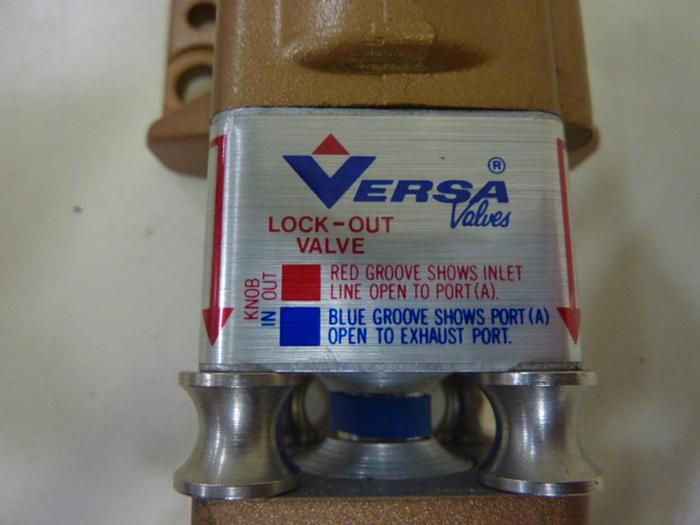 VERSA ®
Valves
LOCK-OUT
VALVE
KNOB
OUT
IN
RED GROOVE SHOWS INLET
LINE OPEN TO PORT (A).
BLUE GROOVE SHOWS PORT (A)
OPEN TO EXHAUST PORT.